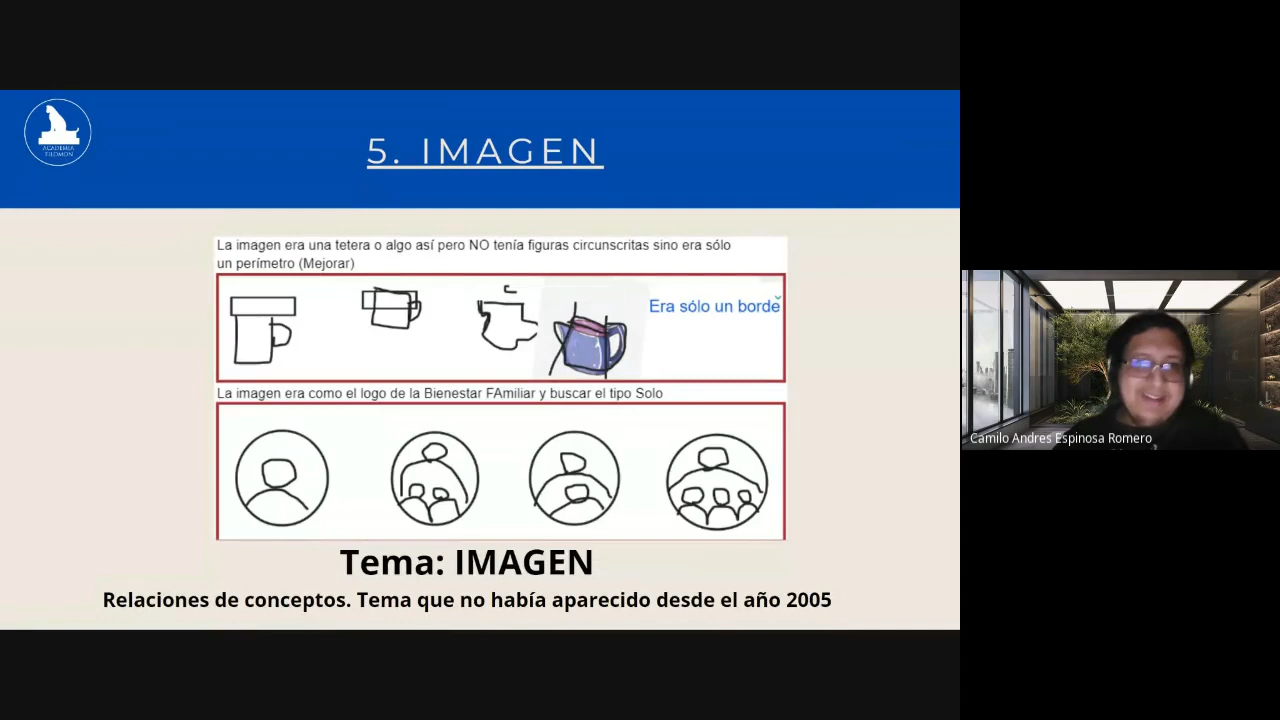 ACADEMIA
FILOMON
5. IMAGEN
La imagen era una tetera o algo así pero NO tenía figuras circunscritas sino era sólo
un perímetro (Mejorar)
Era sólo un borde
La imagen era como el logo de la Bienestar FAmiliar y buscar el tipo Solo
Tema: IMAGEN
Relaciones de conceptos. Tema que no había aparecido desde el año 2005
Camilo Andres Espinosa Romero